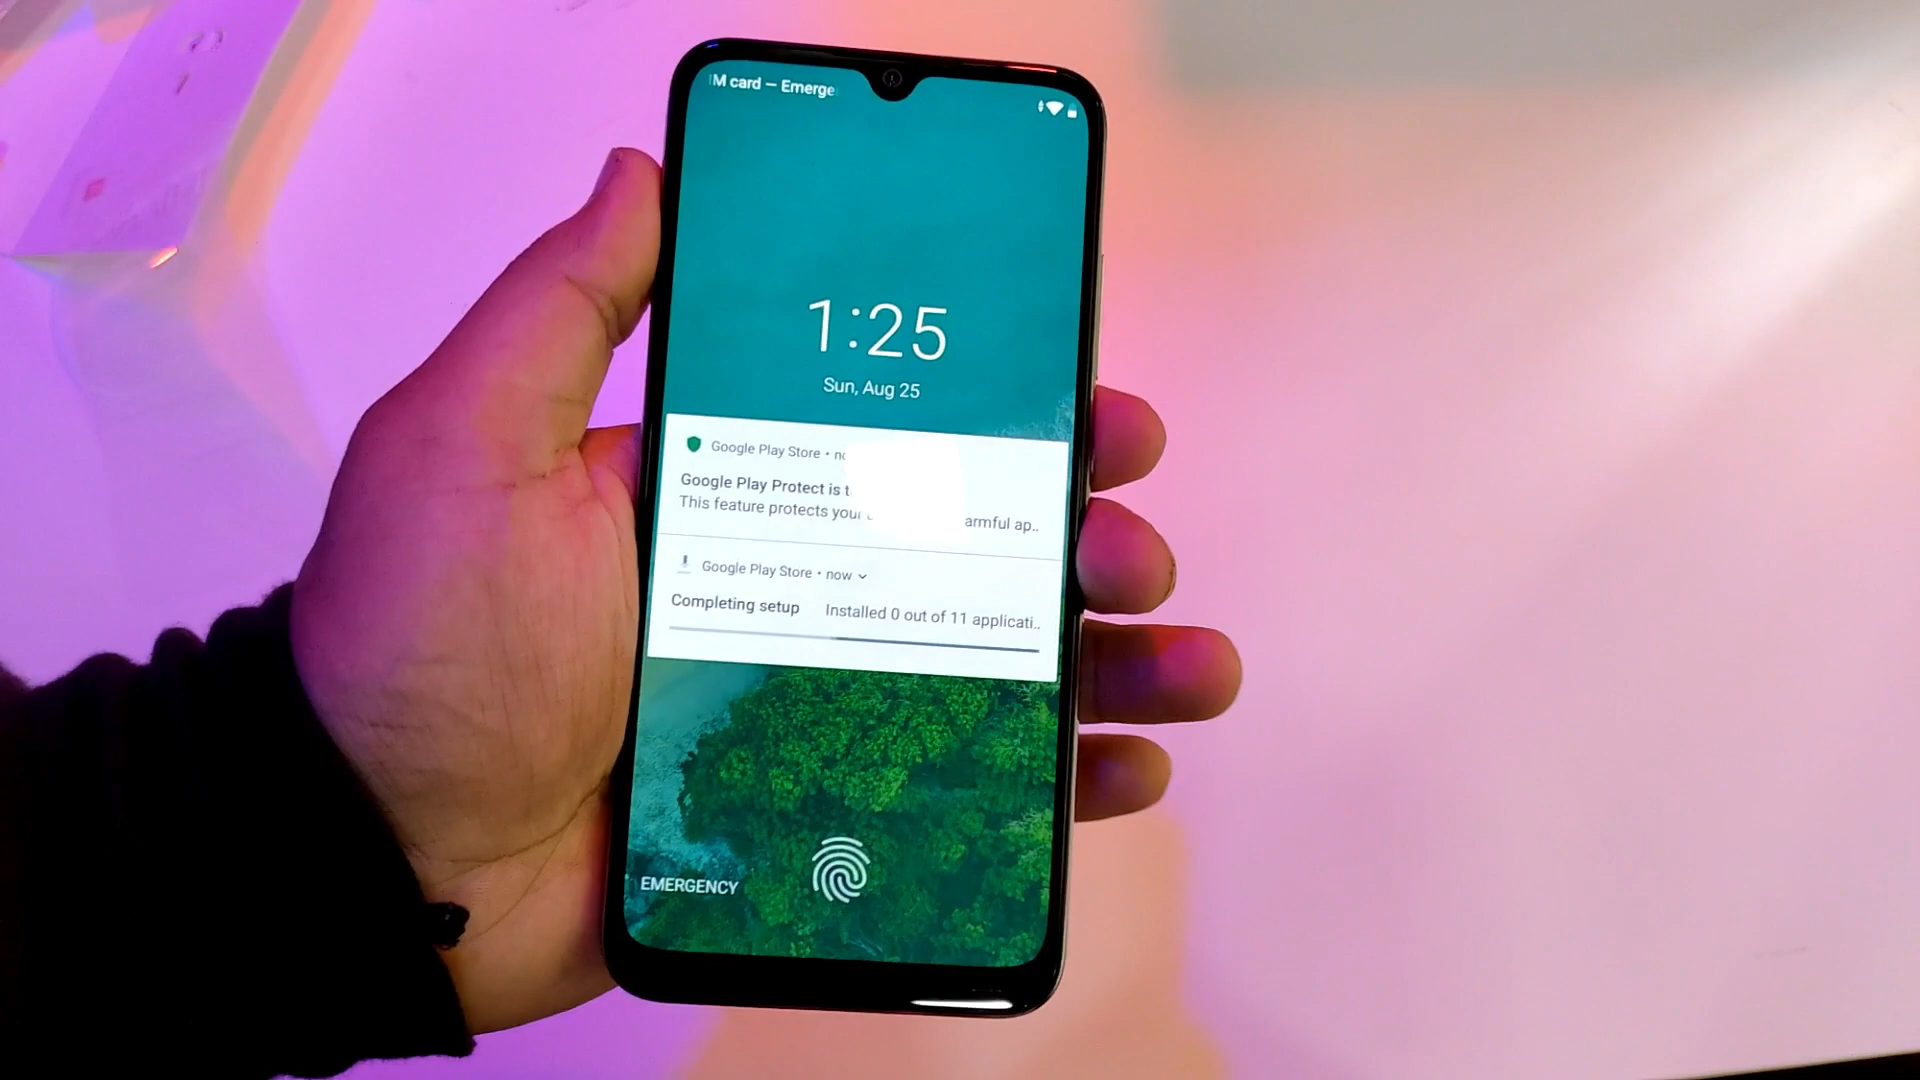 M card — Emerge
1:25
Sun, Aug 25
Google Play Store •
Google Play Protect is
This feature protects your armful ap..
Google Play Store • now
Completing setup Installed 0 out of 11 applicati..
EMERGENCY